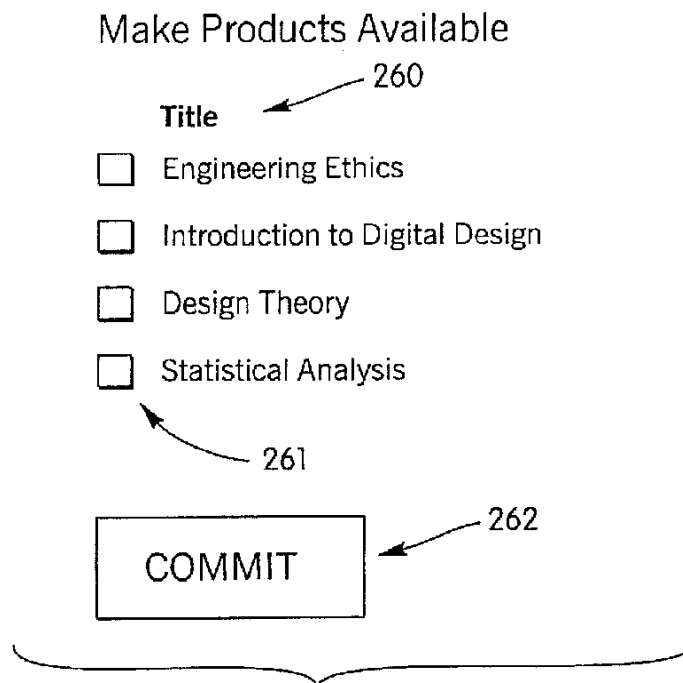 Make Products Available
260
Title
Engineering Ethics
Introduction to Digital Design
Design Theory
Statistical Analysis
261
262
COMMIT